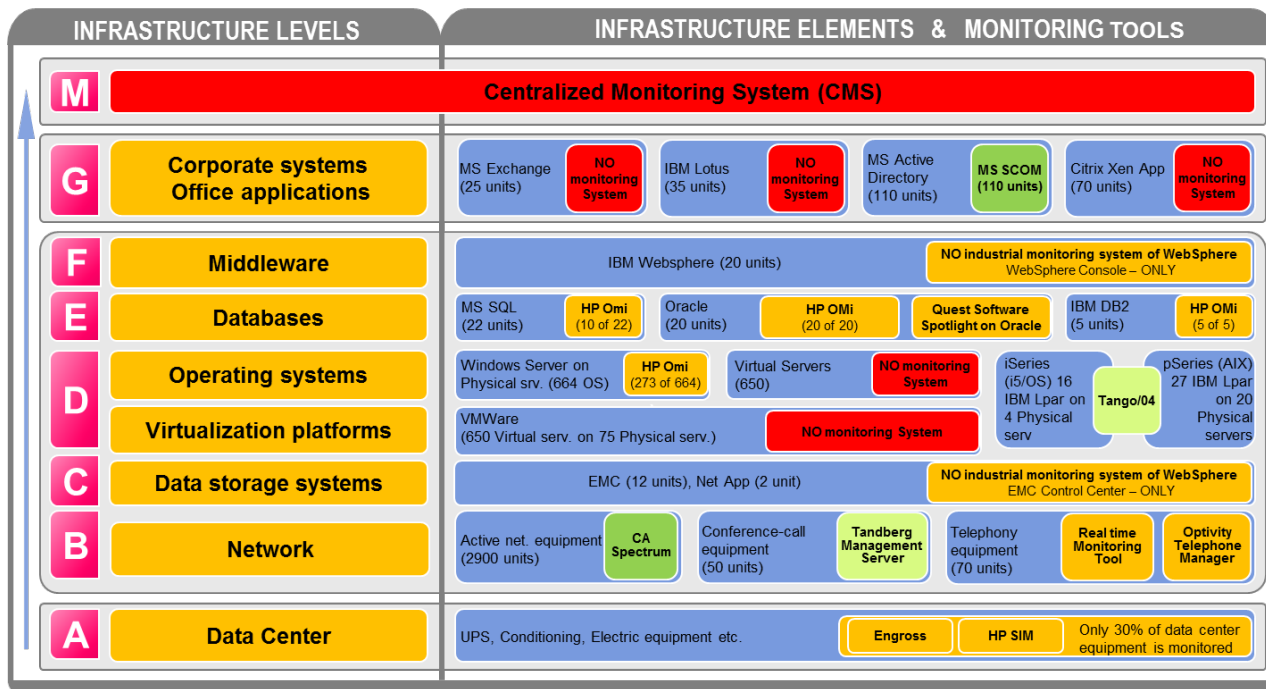 INFRASTRUCTURE LEVELS
INFRASTRUCTURE ELEMENTS & MONITORING TOOLS
M
Centralized Monitoring System (CMS)
G
Corporate systems
Office applications
MS Exchange
(25 units)
NO
monitoring
System
IBM Lotus
(35 units)
NO
monitoring
System
MS Active
Directory
(110 units)
MS SCOM
(110 units)
Citrix Xen App
(70 units)
NO
monitoring
System
F
Middleware
IBM Websphere (20 units)
NO industrial monitoring system of WebSphere
WebSphere Console – ONLY
E
Databases
MS SQL
(22 units)
HP Omi
(10 of 22)
Oracle
(20 units)
HP OMi
(20 of 20)
Quest Software
Spotlight on Oracle
IBM DB2
(5 units)
HP OMi
(5 of 5)
D
Operating systems
Windows Server on
Physical srv. (664 OS)
HP Omi
(273 of 664)
Virtual Servers
(650)
NO monitoring
System
iSeries
(i5/OS) 16
IBM Lpar on
4 Physical
serv
Tango/04
pSeries (AIX)
27 IBM Lpar
on 20
Physical
servers
Virtualization platforms
VMWare
(650 Virtual serv. on 75 Physical serv.)
NO monitoring System
C
Data storage systems
EMC (12 units), Net App (2 unit)
NO industrial monitoring system of WebSphere
EMC Control Center – ONLY
B
Network
Active net. equipment
(2900 units)
CA
Spectrum
Conference-call
equipment
(50 units)
Tandberg
Management
Server
Telephony
equipment
(70 units)
Real time
Monitoring
Tool
Optivity
Telephone
Manager
A
Data Center
UPS, Conditioning, Electric equipment etc.
Engross
HP SIM
Only 30% of data center
equipment is monitored